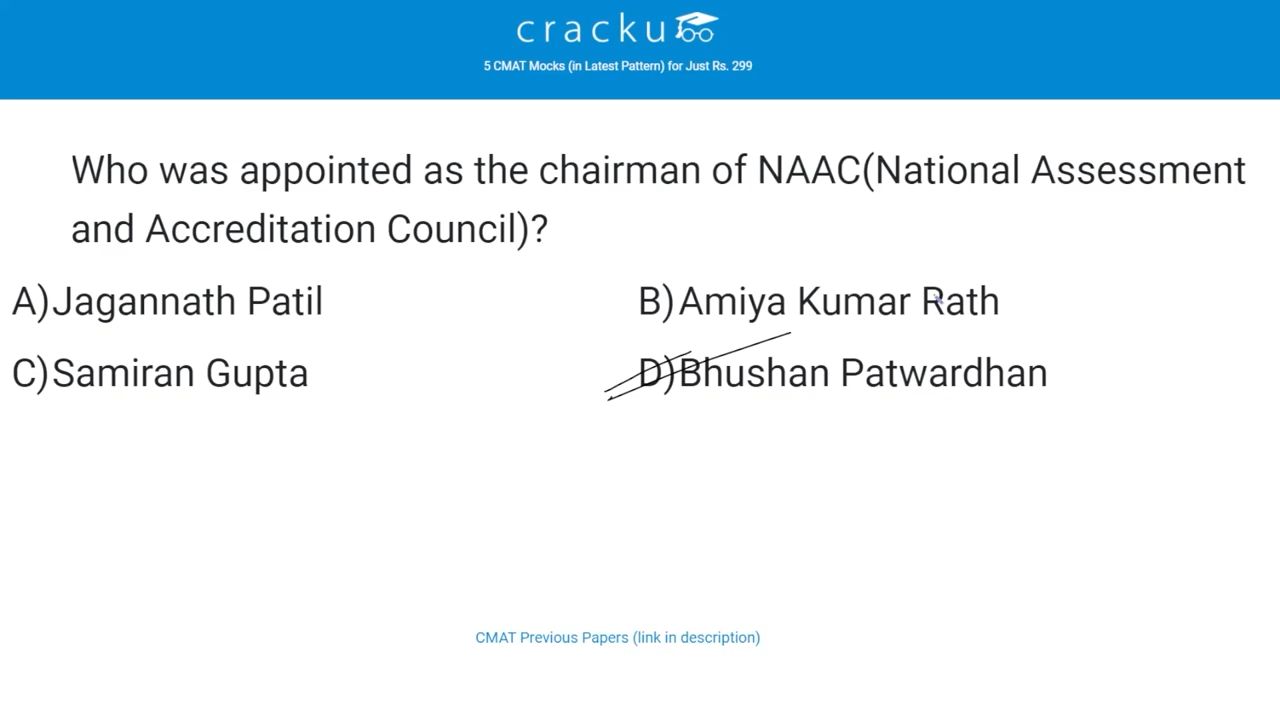 cracku
5 CMAT Mocks (in Latest Pattern) for Just Rs. 299
Who was appointed as the chairman of NAAC(National Assessment
and Accreditation Council)?
A)Jagannath Patil
B)Amiya Kumar Rath
C)Samiran Gupta
D)Bhushan Patwardhan
CMAT Previous Papers (link in description)